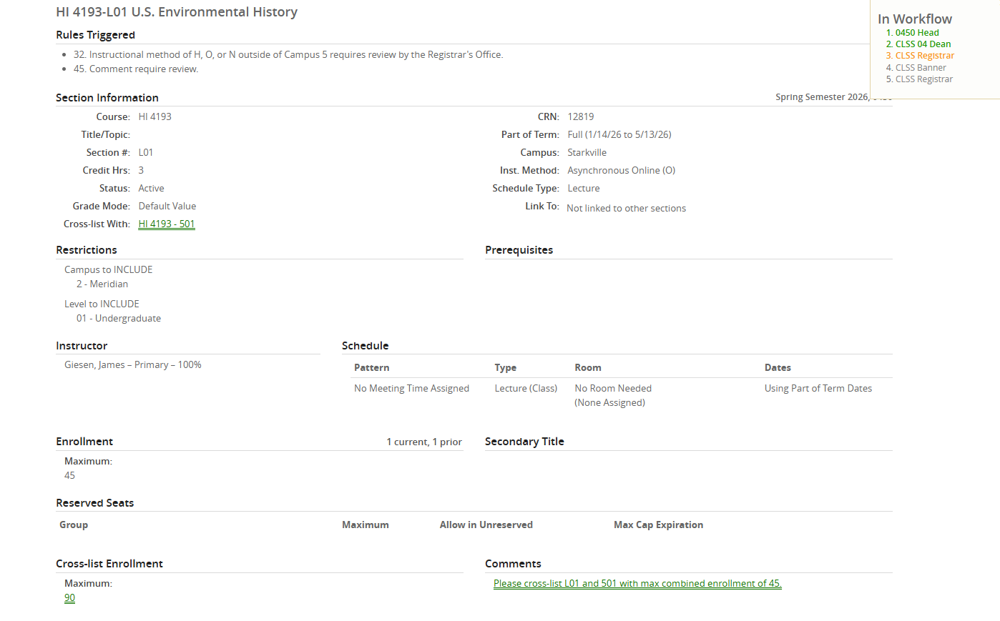 HI 4193-L01 U.S. Environmental History
In Workflow
1. 0450 Head
2. CLSS 04 Dean
3. CLSS Registrar
4. CLSS Banner
5. CLSS Registrar
Rules Triggered
• 32. Instructional method of H, O, or N outside of Campus 5 requires review by the Registrar's Office.
• 45. Comment require review.
Section Information
Spring Semester 2026,
Course: HI 4193
Title/Topic:
Section #: L01
Credit Hrs: 3
Status: Active
Grade Mode: Default Value
Cross-list With: HI 4193 - 501
CRN: 12819
Part of Term: Full (1/14/26 to 5/13/26)
Campus: Starkville
Inst. Method: Asynchronous Online (O)
Schedule Type: Lecture
Link To: Not linked to other sections
Restrictions
Campus to INCLUDE
2 - Meridian
Level to INCLUDE
01 - Undergraduate
Prerequisites
Instructor
Giesen, James – Primary – 100%
Schedule
Pattern Type Room Dates
No Meeting Time Assigned Lecture (Class) No Room Needed Using Part of Term Dates
(None Assigned)
Enrollment 1 current, 1 prior
Maximum:
45
Secondary Title
Reserved Seats
Group Maximum Allow in Unreserved Max Cap Expiration
Cross-list Enrollment
Maximum:
90
Comments
Please cross-list L01 and 501 with max combined enrollment of 45.